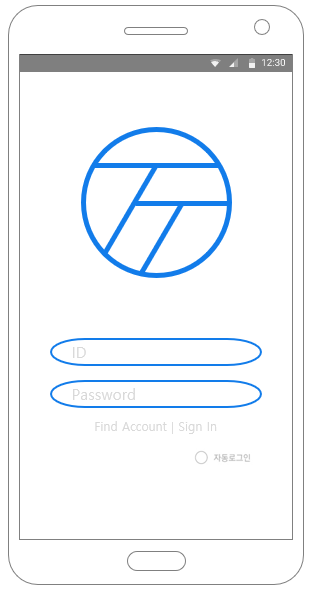 12:30
ID
Password
Find Account | Sign In
자동로그인